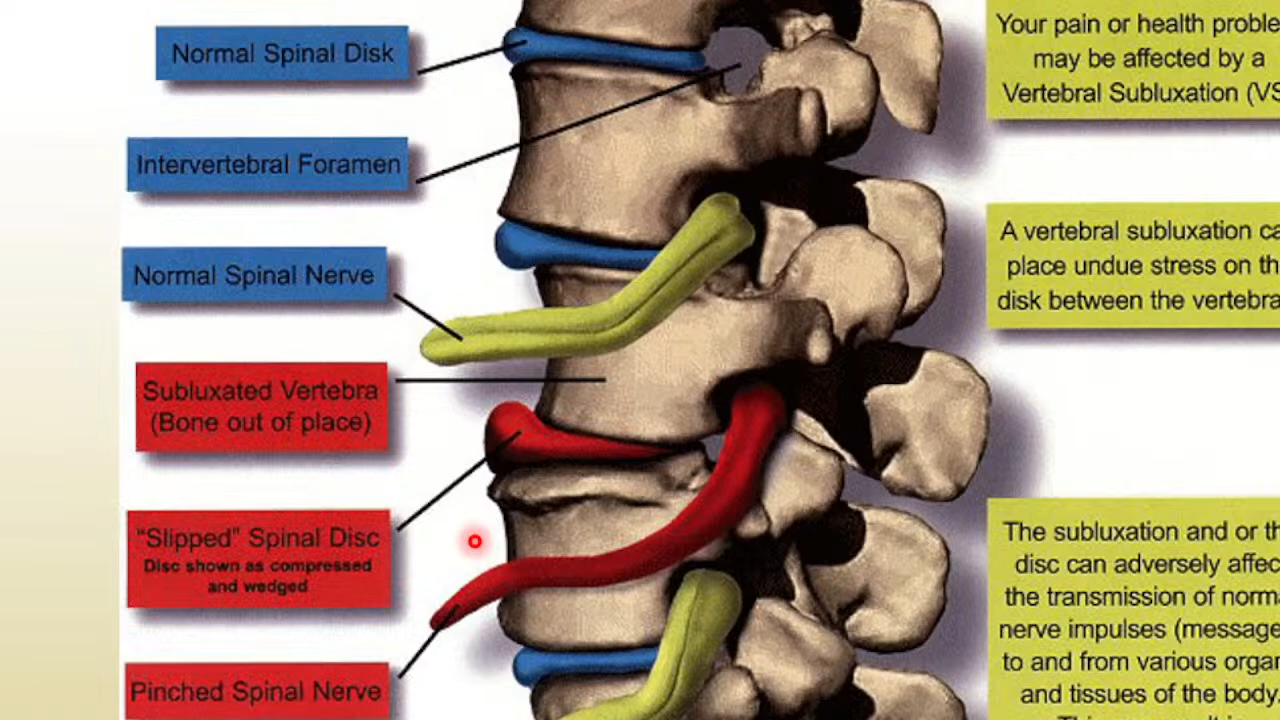 Normal Spinal Disk
Intervertebral Foramen
Normal Spinal Nerve
Subluxated Vertebra
(Bone out of place)
"Slipped" Spinal Disc
Disc shown as compressed
and wedged
Pinched Spinal Nerve
Your pain or health proble
may be affected by a
Vertebral Subluxation (VS
A vertebral subluxation ca
place undue stress on th
disk between the vertebra
The subluxation and or th
disc can adversely affec
the transmission of norma
nerve impulses (message
to and from various organ
and tissues of the body.